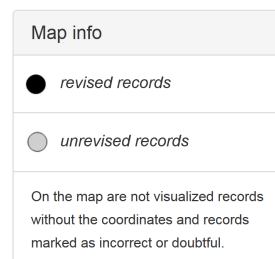 Map info
revised records
unrevised records
On the map are not visualized records
without the coordinates and records
marked as incorrect or doubtful.